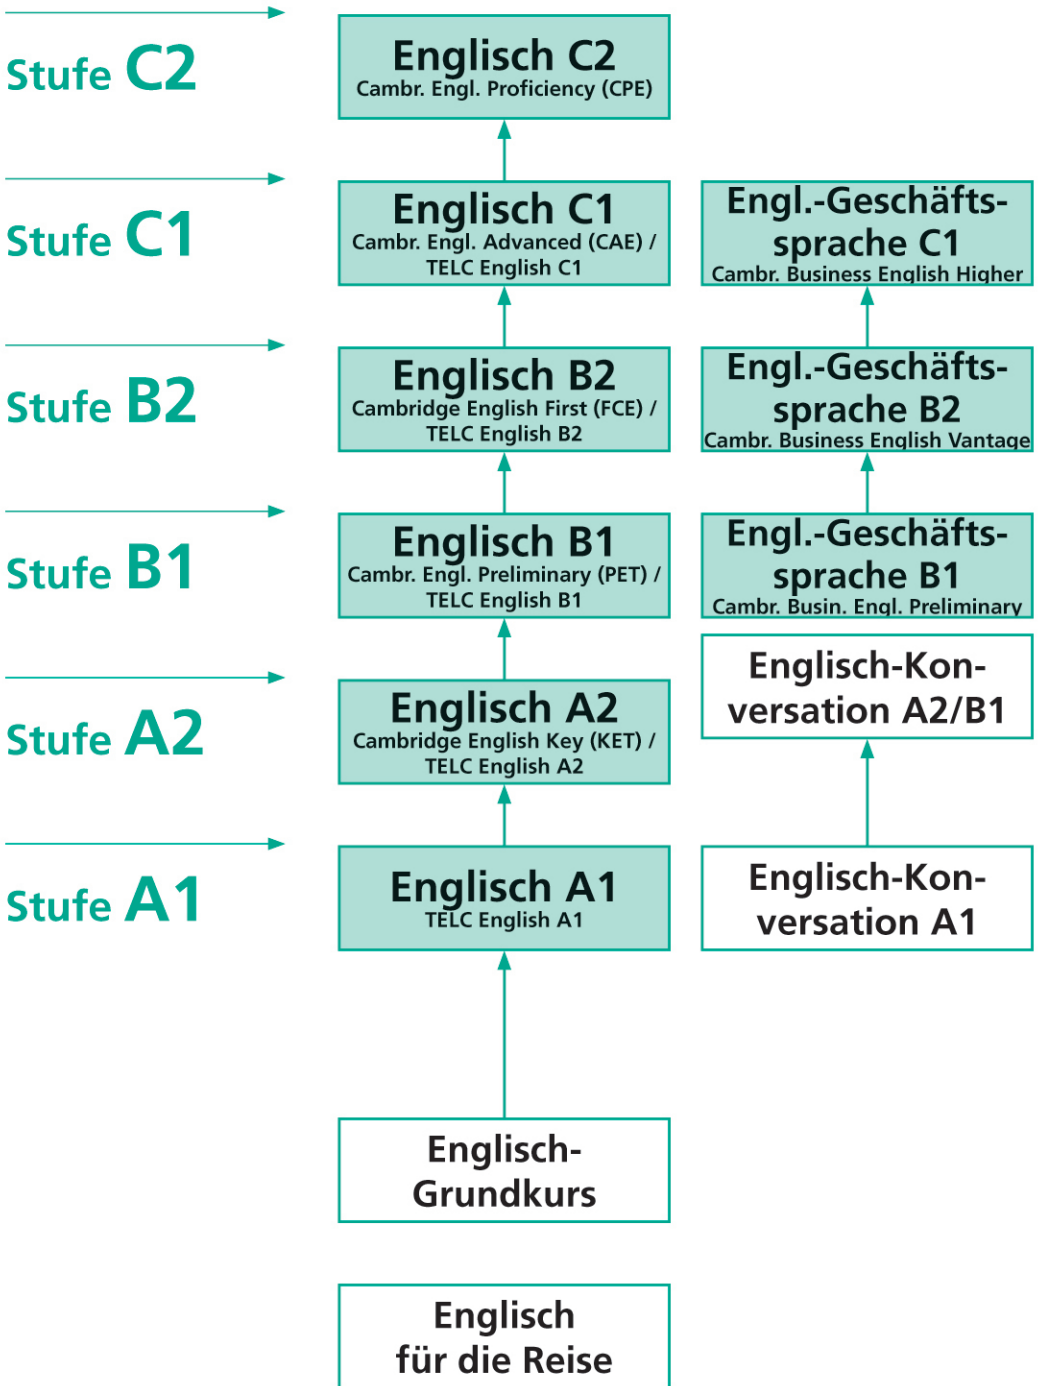 Stufe C2
Englisch C2
Cambr. Engl. Proficiency (CPE)
Stufe C1
Englisch C1
Cambr. Engl. Advanced (CAE) /
TELC English C1
Engl.-Geschäfts-
sprache C1
Cambr. Business English Higher
Stufe B2
Englisch B2
Cambridge English First (FCE) /
TELC English B2
Engl.-Geschäfts-
sprache B2
Cambr. Business English Vantage
Stufe B1
Englisch B1
Cambr. Engl. Preliminary (PET) /
TELC English B1
Engl.-Geschäfts-
sprache B1
Cambr. Busin. Engl. Preliminary
Englisch-Kon-
versation A2/B1
Stufe A2
Englisch A2
Cambridge English Key (KET) /
TELC English A2
Stufe A1
Englisch A1
TELC English A1
Englisch-Kon-
versation A1
Englisch-
Grundkurs
Englisch
für die Reise